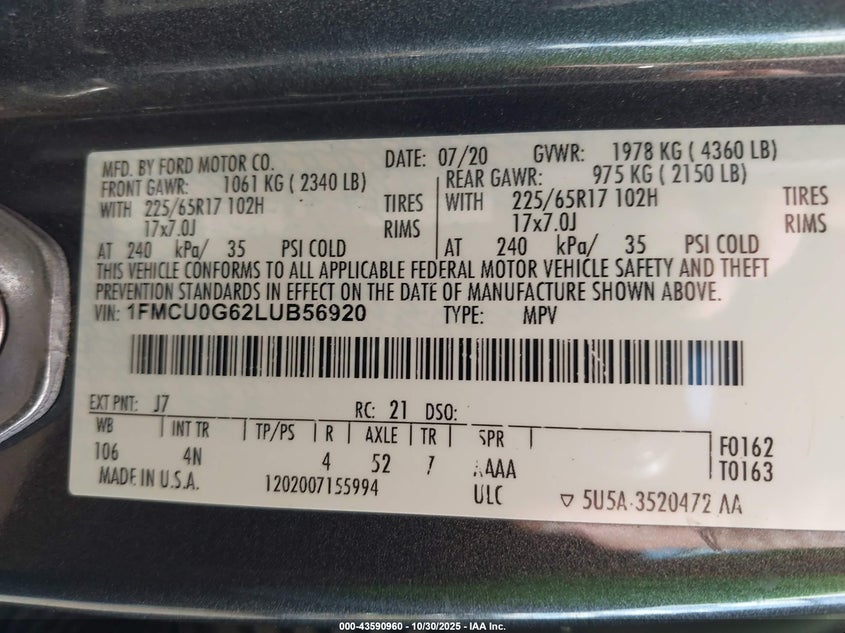 MFD. BY FORD MOTOR CO. DATE: 07/20 GVWR: 1978 KG ( 4360 LB)
FRONT GAWR: 1061 KG ( 2340 LB) REAR GAWR: 975 KG ( 2150 LB)
WITH 225/65R17 102H TIRES WITH 225/65R17 102H TIRES
17x7.0J RIMS 17x7.0J RIMS
AT 240 kPa/ 35 PSI COLD AT 240 kPa/ 35 PSI COLD
THIS VEHICLE CONFORMS TO ALL APPLICABLE FEDERAL MOTOR VEHICLE SAFETY AND THEFT
PREVENTION STANDARDS IN EFFECT ON THE DATE OF MANUFACTURE SHOWN ABOVE.
VIN: 1FMCU0G62LUB56920 TYPE: MPV
EXT PNT: J7 RC: 21 DSO:
WB INT TR TP/PS R AXLE TR SPR F0162
106 4N 4 52 AAAA T0163
MADE IN U.S.A. 1202007155994 ULC ▽ 5U5A-3520472 AA
000-43590960 - 10/30/2025 - IAA Inc.